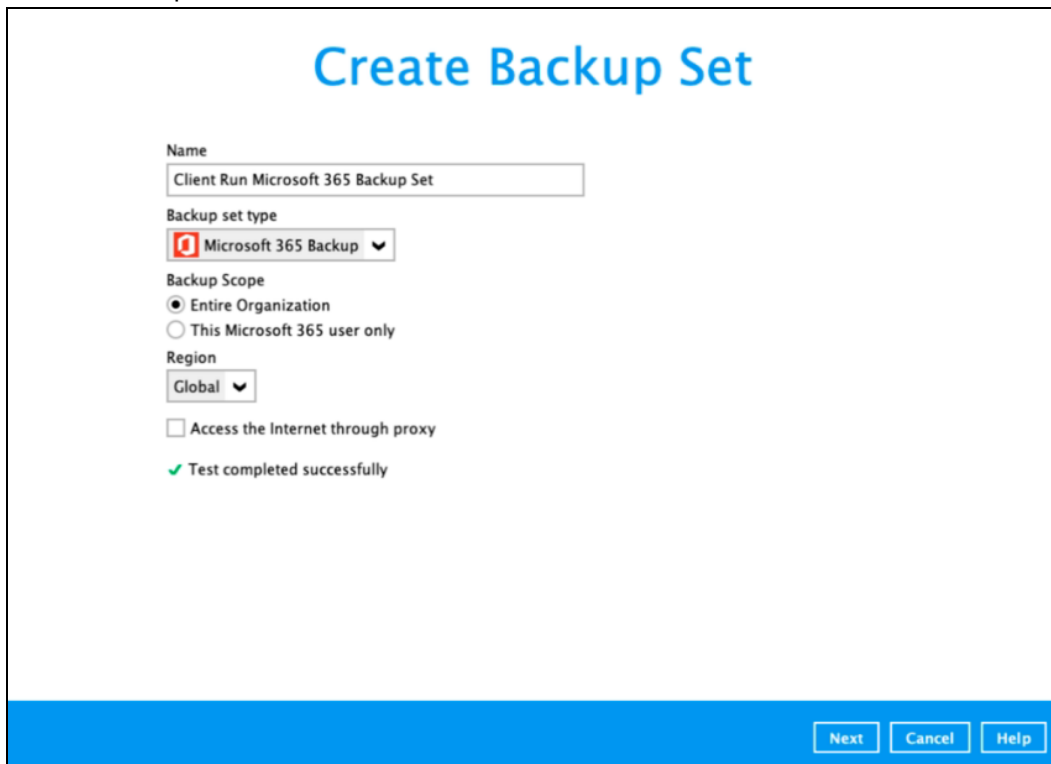 Create Backup Set
Name
Client Run Microsoft 365 Backup Set
Backup set type
Microsoft 365 Backup
Backup Scope
Entire Organization
This Microsoft 365 user only
Region
Global
Access the Internet through proxy
Test completed successfully
Next Cancel Help